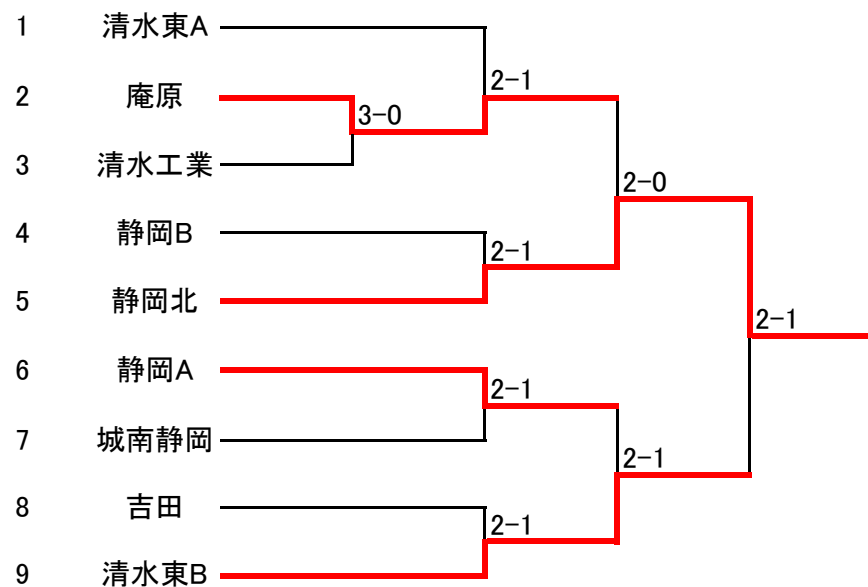 1 清水東A
2-1
2 庵原
3-0
3 清水工業
2-0
4 静岡B
2-1
5 静岡北
2-1
6 静岡A
2-1
7 城南静岡
2-1
8 吉田
2-1
9 清水東B